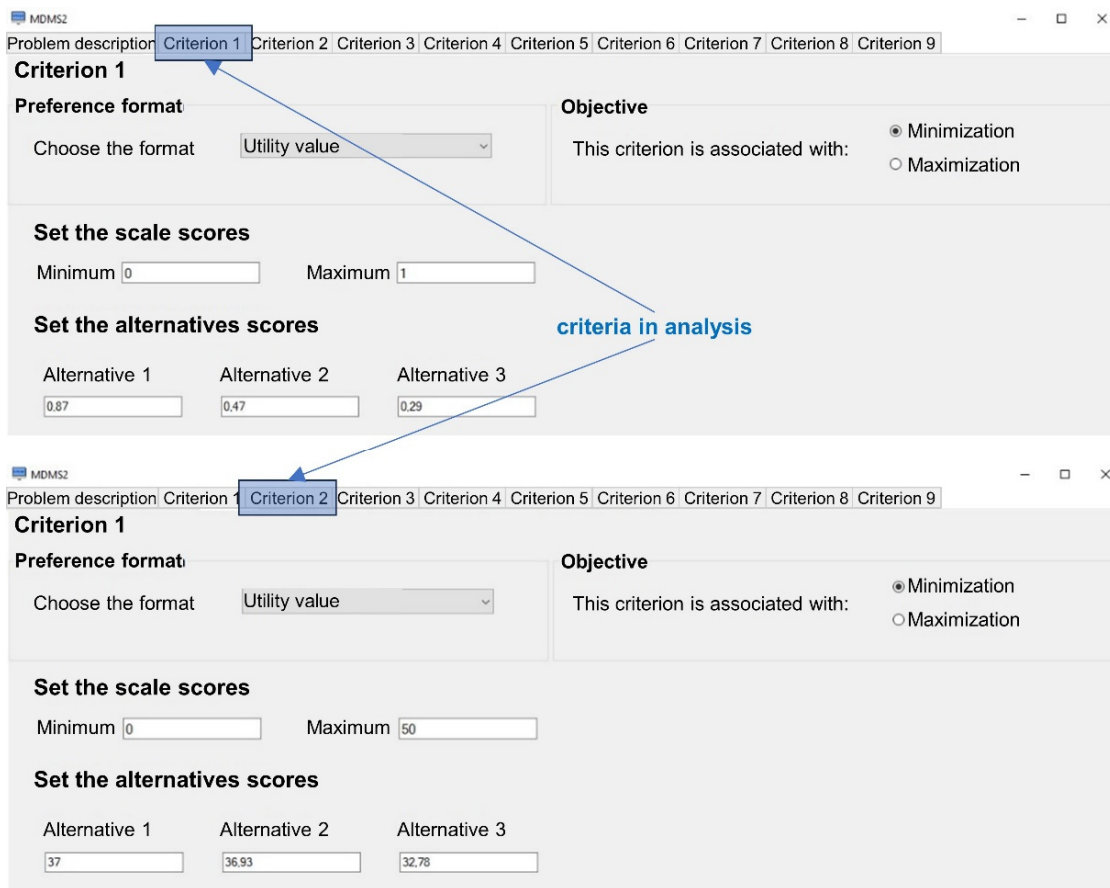 MDMS2
Problem description Criterion 1 Criterion 2 Criterion 3 Criterion 4 Criterion 5 Criterion 6 Criterion 7 Criterion 8 Criterion 9
Criterion 1
Preference format Objective
Choose the format Utility value This criterion is associated with: Minimization
Maximization
Set the scale scores
Minimum 0 Maximum 1
Set the alternatives scores
criteria in analysis
Alternative 1 Alternative 2 Alternative 3
0,87 0,47 0,29
MDMS2
Problem description Criterion 1 Criterion 2 Criterion 3 Criterion 4 Criterion 5 Criterion 6 Criterion 7 Criterion 8 Criterion 9
Criterion 1
Preference format Objective
Choose the format Utility value This criterion is associated with: Minimization
Maximization
Set the scale scores
Minimum 0 Maximum 50
Set the alternatives scores
Alternative 1 Alternative 2 Alternative 3
37 36,93 32,78